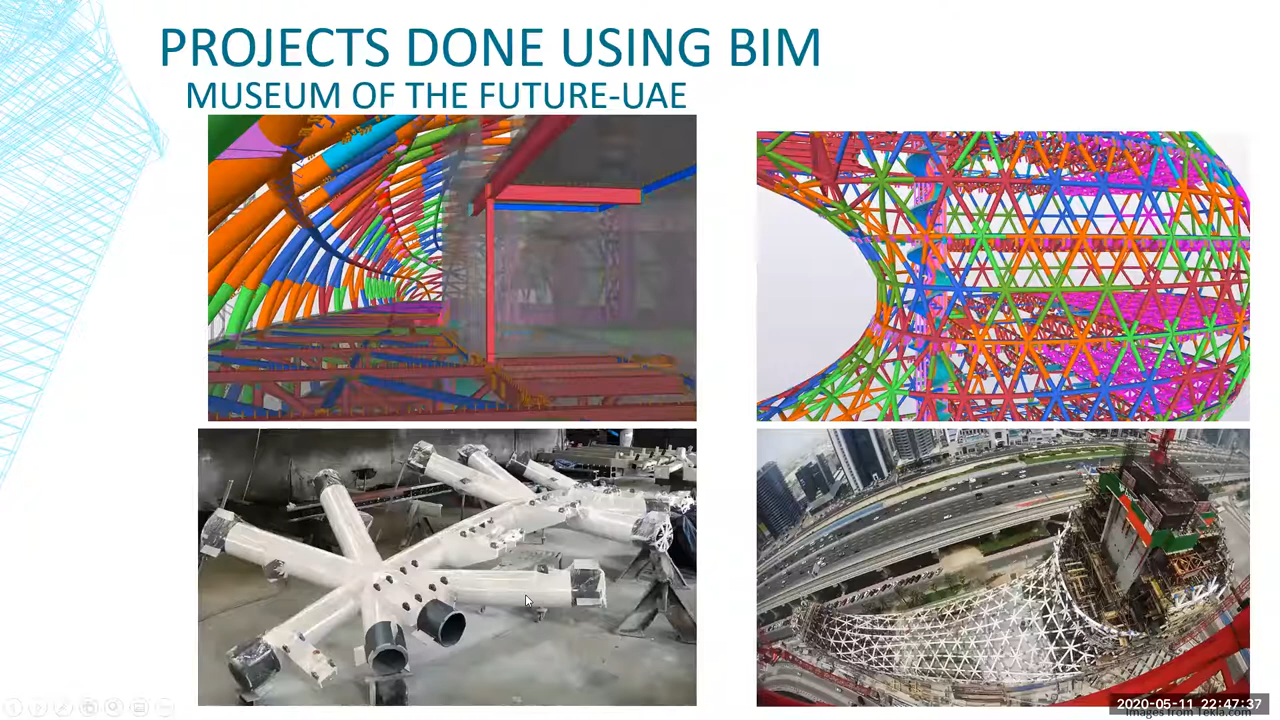 PROJECTS DONE USING BIM
MUSEUM OF THE FUTURE-UAE
2020-05-11 22:47:37
Images from Tekla.com